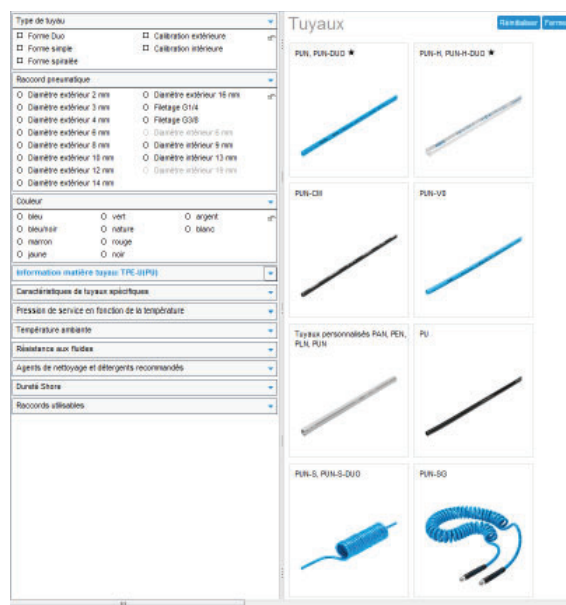 Type de tuyau
Forme Duo
Calibration extérieure
Forme simple
Calibration intérieure
Forme spiralée
Raccord pneumatique
Diamètre extérieur 2 mm
Diamètre extérieur 16 mm
Diamètre extérieur 3 mm
Filetage G1/4
Diamètre extérieur 4 mm
Filetage G3/8
Diamètre extérieur 6 mm
Diamètre intérieur 6 mm
Diamètre extérieur 8 mm
Diamètre intérieur 9 mm
Diamètre extérieur 10 mm
Diamètre intérieur 13 mm
Diamètre extérieur 12 mm
Diamètre intérieur 19 mm
Diamètre extérieur 14 mm
Couleur
bleu
vert
argent
bleu/noir
nature
blanc
marron
rouge
jaune
noir
Information matière tuyau: TPE-U(PU)
Caractéristiques de tuyaux spécifiques
Pression de service en fonction de la température
Température ambiante
Résistance aux fluides
Agents de nettoyage et détergents recommandés
Dureté Shore
Raccords utilisables
Tuyaux
Réinitialiser
Ferme
PUN, PUN-DUO ★
PUN-H, PUN-H-DUO ★
PUN-CM
PUN-V0
Tuyaux personnalisés PAN, PEN,
PLN, PUN
PU
PUN-S, PUN-S-DUO
PUN-SG